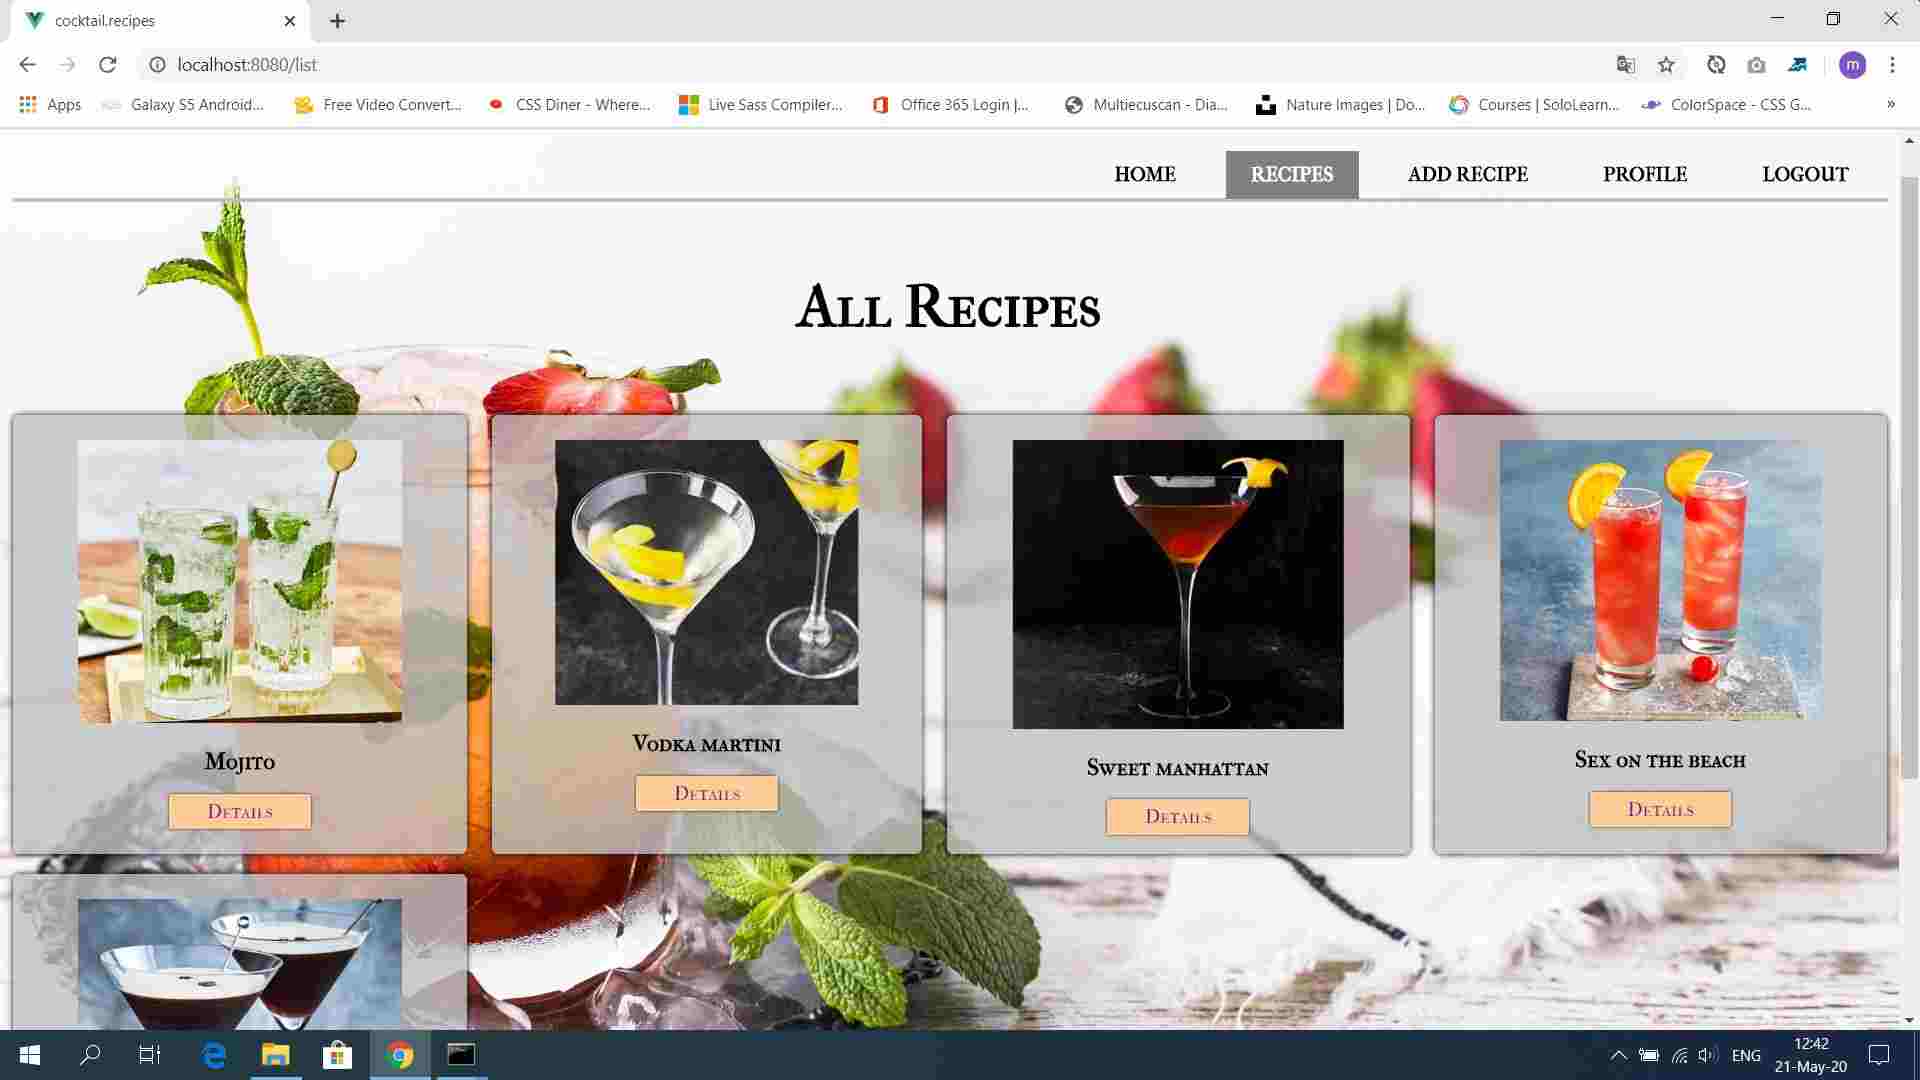 cocktail.recipes
localhost:8080/list
Apps
Galaxy S5 Android...
Free Video Convert...
CSS Diner - Where...
Live Sass Compiler...
Office 365 Login |...
Multiecuscan - Dia...
Nature Images | Do...
Courses | SoloLearn...
ColorSpace - CSS G...
»
HOME
RECIPES
ADD RECIPE
PROFILE
LOGOUT
All Recipes
Mojito
Details
Vodka martini
Details
Sweet manhattan
Details
Sex on the beach
Details
m
ENG
12:42
21-May-20